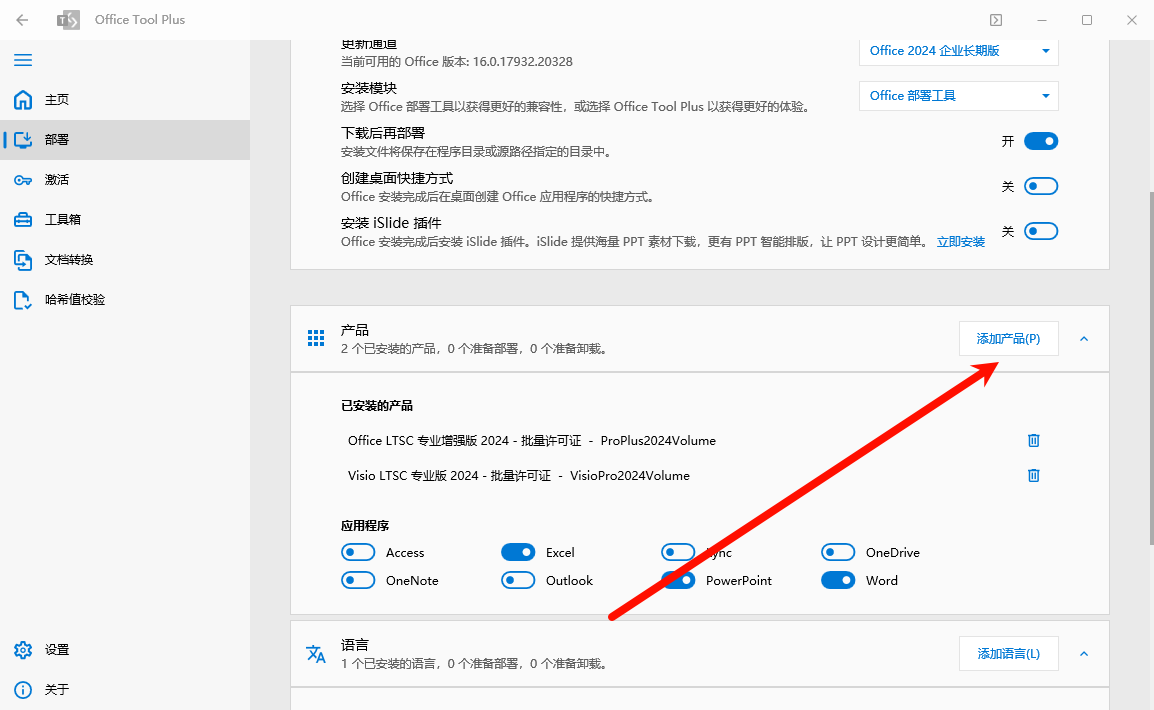 Office Tool Plus
主页
部署
激活
工具箱
文档转换
哈希值校验
设置
关于
更新通道
当前可用的 Office 版本: 16.0.17932.20328
Office 2024 企业长期版
安装模块
选择 Office 部署工具以获得更好的兼容性，或选择 Office Tool Plus 以获得更好的体验。
Office 部署工具
下载后再部署
安装文件将保存在程序目录或源路径指定的目录中。
开
创建桌面快捷方式
Office 安装完成后在桌面创建 Office 应用程序的快捷方式。
关
安装 iSlide 插件
Office 安装完成后安装 iSlide 插件。iSlide 提供海量 PPT 素材下载，更有 PPT 智能排版，让 PPT 设计更简单。 立即安装
关
产品
2 个已安装的产品，0 个准备部署，0 个准备卸载。
添加产品(P)
已安装的产品
Office LTSC 专业增强版 2024 - 批量许可证 - ProPlus2024Volume
Visio LTSC 专业版 2024 - 批量许可证 - VisioPro2024Volume
应用程序
Access Excel OneDrive
OneNote Outlook PowerPoint Word
语言
1 个已安装的语言，0 个准备部署，0 个准备卸载。
添加语言(L)